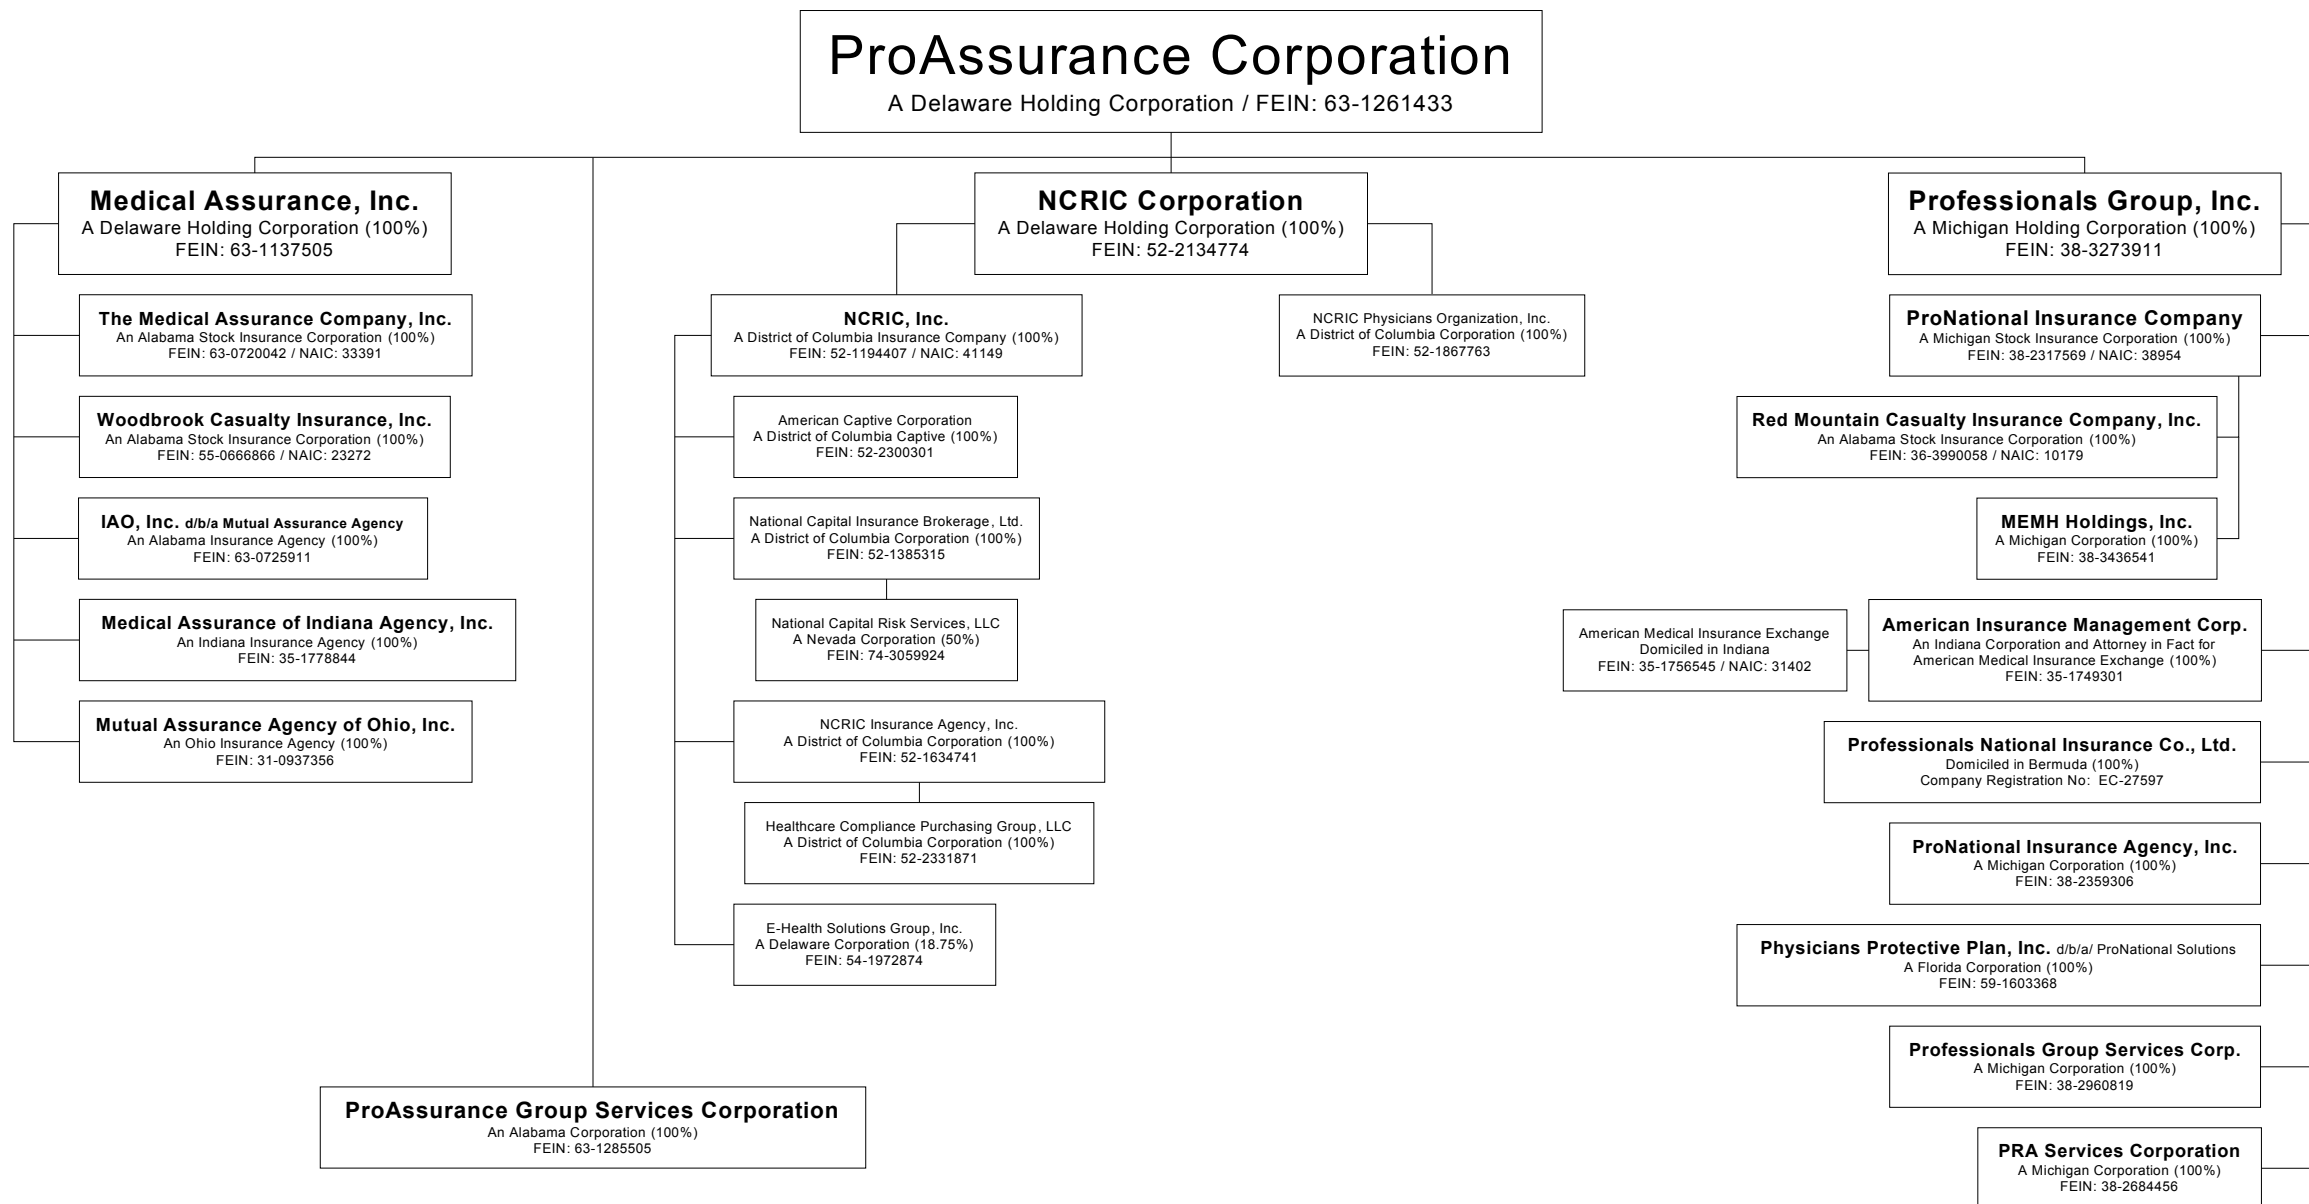 ProAssurance Corporation
A Delaware Holding Corporation / FEIN: 63-1261433
Medical Assurance, Inc.
A Delaware Holding Corporation (100%)
FEIN: 63-1137505
The Medical Assurance Company, Inc.
An Alabama Stock Insurance Corporation (100%)
FEIN: 63-0720042 / NAIC: 33391
Woodbrook Casualty Insurance, Inc.
An Alabama Stock Insurance Corporation (100%)
FEIN: 55-0666866 / NAIC: 23272
IAO, Inc. d/b/a Mutual Assurance Agency
An Alabama Insurance Agency (100%)
FEIN: 63-0725911
Medical Assurance of Indiana Agency, Inc.
An Indiana Insurance Agency (100%)
FEIN: 35-1778844
Mutual Assurance Agency of Ohio, Inc.
An Ohio Insurance Agency (100%)
FEIN: 31-0937356
ProAssurance Group Services Corporation
An Alabama Corporation (100%)
FEIN: 63-1285505
NCRIC Corporation
A Delaware Holding Corporation (100%)
FEIN: 52-2134774
NCRIC, Inc.
A District of Columbia Insurance Company (100%)
FEIN: 52-1194407 / NAIC: 41149
American Captive Corporation
A District of Columbia Captive (100%)
FEIN: 52-2300301
National Capital Insurance Brokerage, Ltd.
A District of Columbia Corporation (100%)
FEIN: 52-1385315
National Capital Risk Services, LLC
A Nevada Corporation (50%)
FEIN: 74-3059924
NCRIC Insurance Agency, Inc.
A District of Columbia Corporation (100%)
FEIN: 52-1634741
Healthcare Compliance Purchasing Group, LLC
A District of Columbia Corporation (100%)
FEIN: 52-2331871
E-Health Solutions Group, Inc.
A Delaware Corporation (18.75%)
FEIN: 54-1972874
NCRIC Physicians Organization, Inc.
A District of Columbia Corporation (100%)
FEIN: 52-1867763
Professionals Group, Inc.
A Michigan Holding Corporation (100%)
FEIN: 38-3273911
ProNational Insurance Company
A Michigan Stock Insurance Corporation (100%)
FEIN: 38-2317569 / NAIC: 38954
Red Mountain Casualty Insurance Company, Inc.
An Alabama Stock Insurance Corporation (100%)
FEIN: 36-3990058 / NAIC: 10179
MEMH Holdings, Inc.
A Michigan Corporation (100%)
FEIN: 38-3436541
American Medical Insurance Exchange
Domiciled in Indiana
FEIN: 35-1756545 / NAIC: 31402
American Insurance Management Corp.
An Indiana Corporation and Attorney in Fact for
American Medical Insurance Exchange (100%)
FEIN: 35-1749301
Professionals National Insurance Co., Ltd.
Domiciled in Bermuda (100%)
Company Registration No: EC-27597
ProNational Insurance Agency, Inc.
A Michigan Corporation (100%)
FEIN: 38-2359306
Physicians Protective Plan, Inc. d/b/a/ ProNational Solutions
A Florida Corporation (100%)
FEIN: 59-1603368
Professionals Group Services Corp.
A Michigan Corporation (100%)
FEIN: 38-2960819
PRA Services Corporation
A Michigan Corporation (100%)
FEIN: 38-2684456